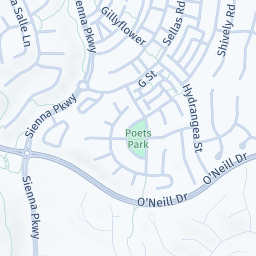 a Salle Ln
Sienna Pkwy
Gillyflower
Sellas Rd
Shively Rd
G St
Sienna Pkwy
Hydrangea St
Poets
Park
O'Neill Dr
O'Neill Dr
Sienna Pkwy